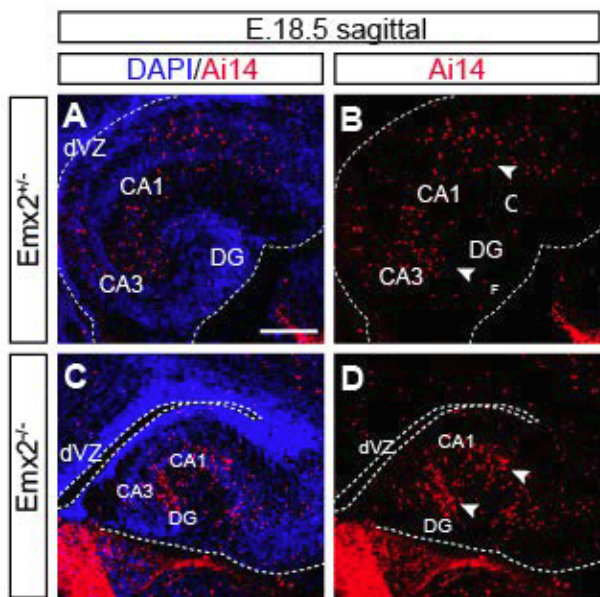 E.18.5 sagittal
DAPI/Ai14
Ai14
Emx2+/-
A
dVZ
CA1
CA3
DG
B
CA1
C
DG
CA3
F
Emx2-/-
C
dVZ
CA1
CA3
DG
D
dVZ
CA1
DG